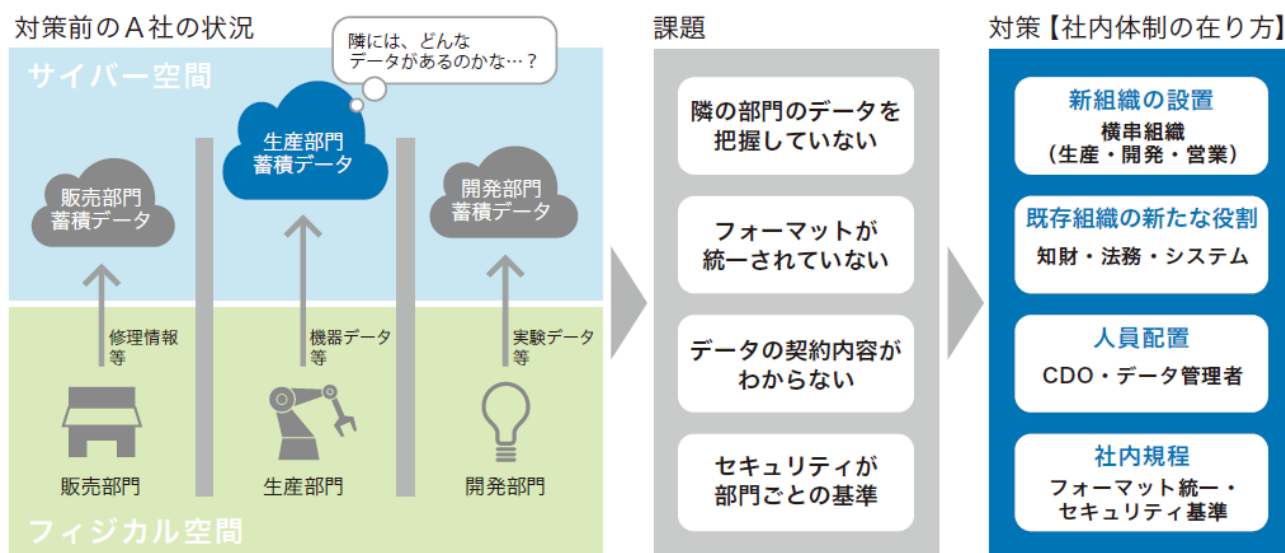 対策前のA社の状況
隣には、どんな
データがあるのかな…？
サイバー空間
生産部門
蓄積データ
販売部門
蓄積データ
開発部門
蓄積データ
修理情報
等
機器データ
等
実験データ
等
販売部門
生産部門
開発部門
フィジカル空間
課題
隣の部門のデータを
把握していない
フォーマットが
統一されていない
データの契約内容が
わからない
セキュリティが
部門ごとの基準
対策【社内体制の在り方】
新組織の設置
横串組織
（生産・開発・営業）
既存組織の新たな役割
知財・法務・システム
人員配置
CDO・データ管理者
社内規程
フォーマット統一・
セキュリティ基準